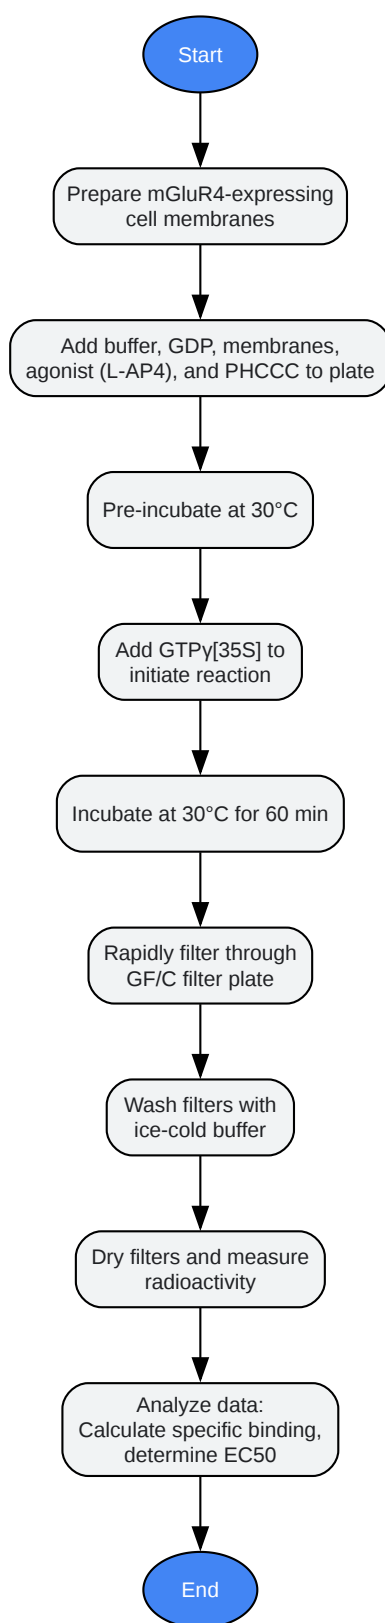 Start
Prepare mGluR4-expressing
cell membranes
Add buffer, GDP, membranes,
agonist (L-AP4), and PHCCC to plate
Pre-incubate at 30°C
Add GTPγ[35S] to
initiate reaction
Incubate at 30°C for 60 min
Rapidly filter through
GF/C filter plate
Wash filters with
ice-cold buffer
Dry filters and measure
radioactivity
Analyze data:
Calculate specific binding,
determine EC50
End